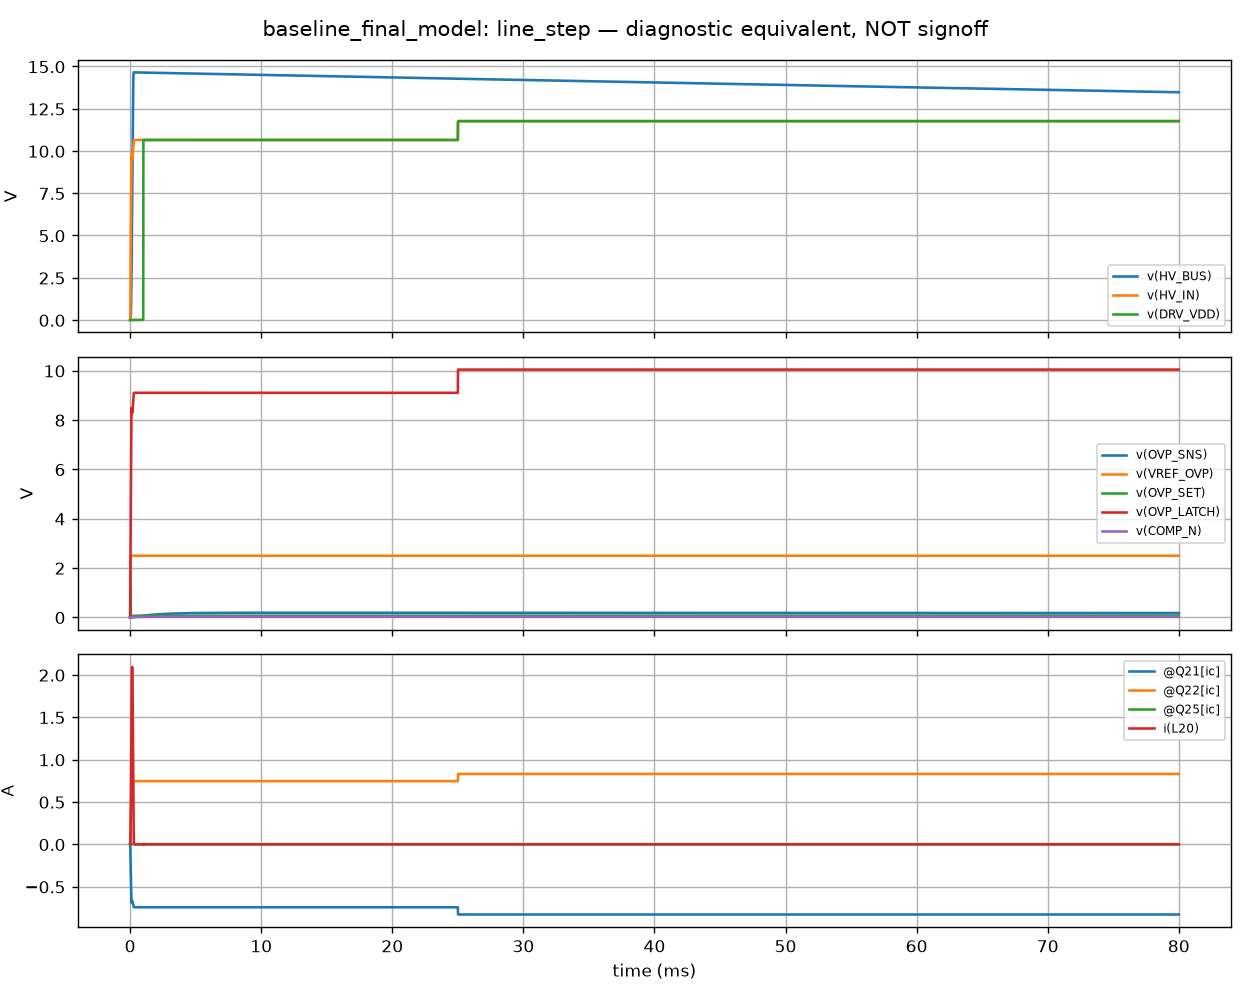 baseline_final_model: line_step — diagnostic equivalent, NOT signoff
15.0
12.5
10.0
7.5
5.0
2.5
0.0
V
v(HV_BUS)
v(HV_IN)
v(DRV_VDD)
10
8
6
4
2
0
V
v(OVP_SNS)
v(VREF_OVP)
v(OVP_SET)
v(OVP_LATCH)
v(COMP_N)
2.0
1.5
1.0
0.5
0.0
−0.5
A
@Q21[ic]
@Q22[ic]
@Q25[ic]
i(L20)
0 10 20 30 40 50 60 70 80
time (ms)